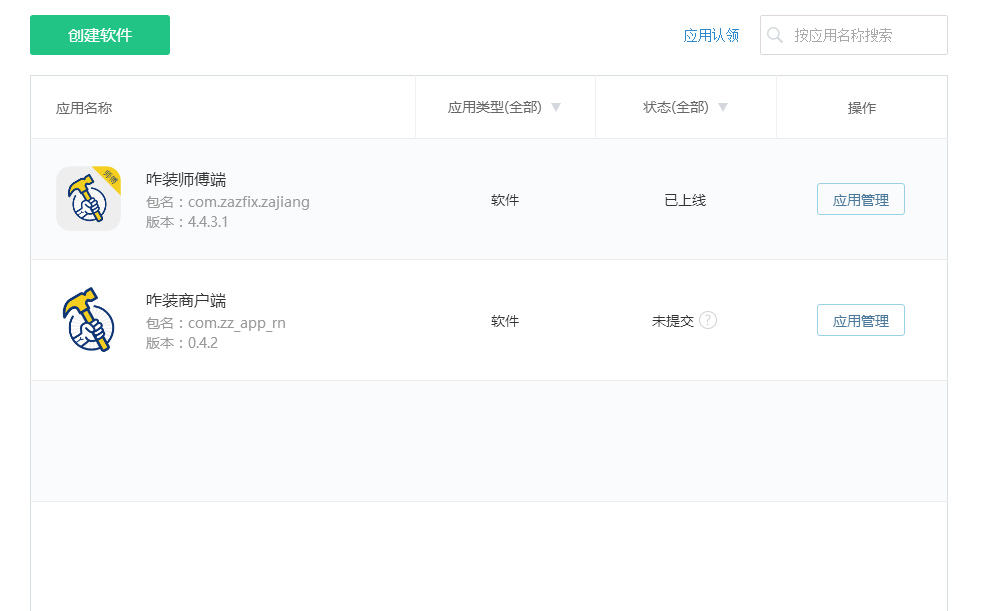 创建软件
应用认领
按应用名称搜索
应用名称
应用类型(全部)
状态(全部)
操作
师傅
咋装师傅端
包名：com.zazfix.zajiang
版本：4.4.3.1
软件
已上线
应用管理
咋装商户端
包名：com.zz_app_rn
版本：0.4.2
软件
未提交 ?
应用管理